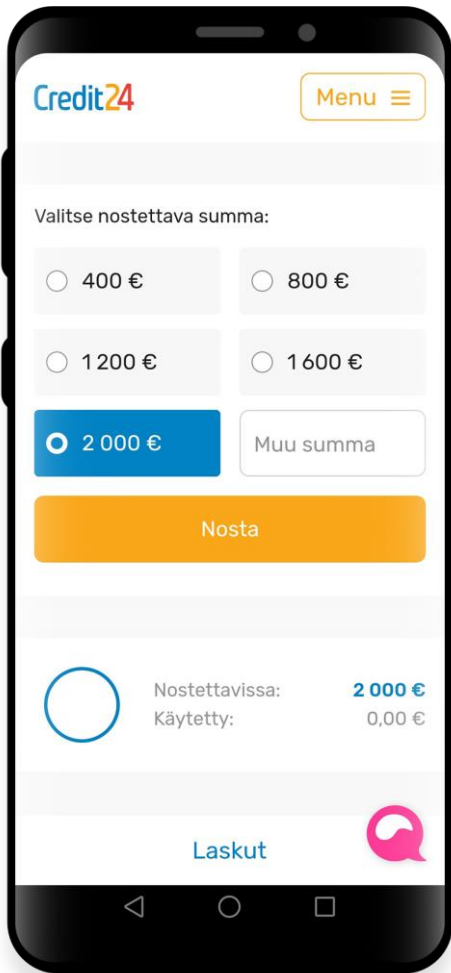 Credit24
Menu
Valitse nostettava summa:
400 €
800 €
1 200 €
1 600 €
2 000 €
Muu summa
Nosta
Nostettavissa: 2 000 €
Käytetty: 0,00 €
Laskut